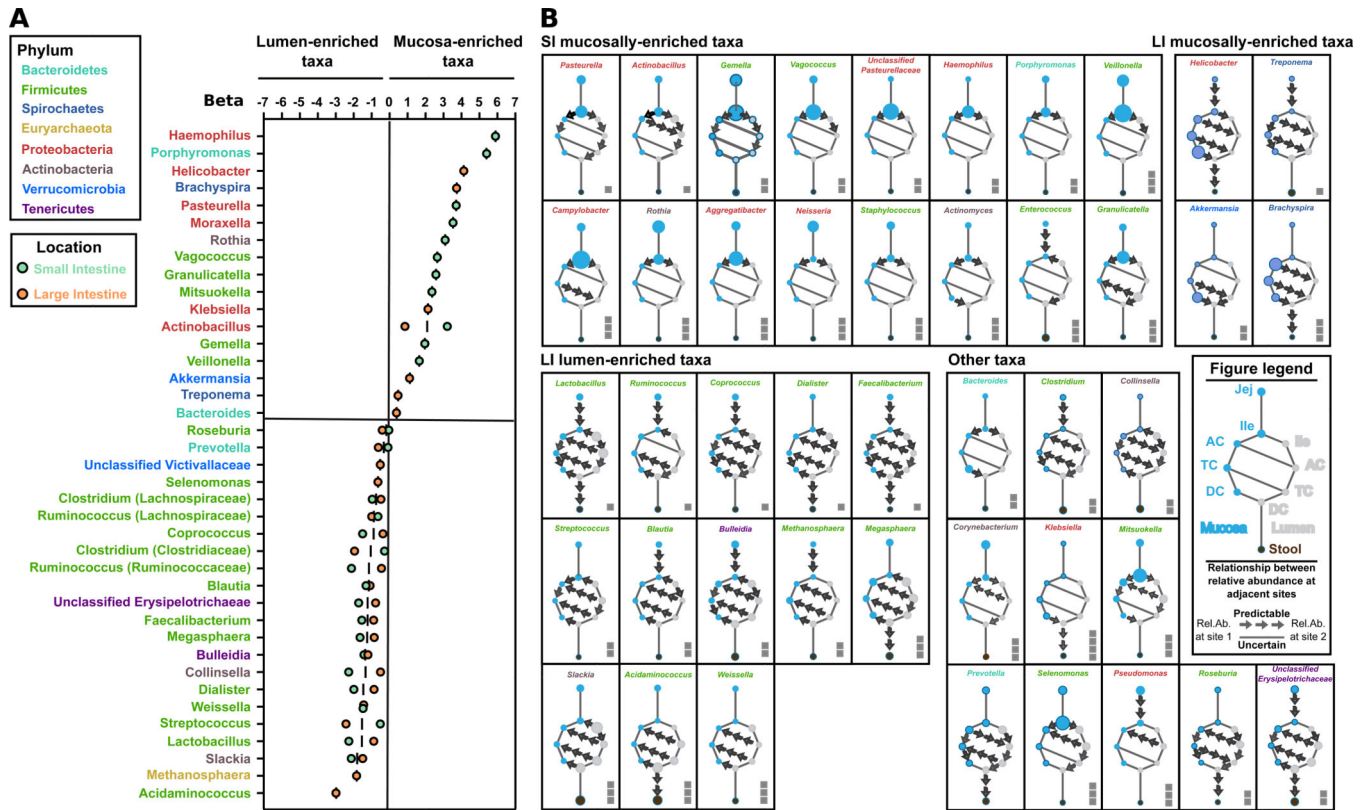 A
Phylum
Bacteroidetes
Firmicutes
Spirochaetes
Euryarchaeota
Proteobacteria
Actinobacteria
Verrucomicrobia
Tenericutes
Location
Small Intestine
Large Intestine
Lumen-enriched
taxa
Mucosa-enriched
taxa
Beta
-7 -6 -5 -4 -3 -2 -1 0 1 2 3 4 5 6 7
Haemophilus
Porphyromonas
Helicobacter
Brachyspira
Pasteurella
Moraxella
Rothia
Vagococcus
Granulicatella
Mitsuokella
Klebsiella
Actinobacillus
Gemella
Veillonella
Akkermansia
Treponema
Bacteroides
Roseburia
Prevotella
Unclassified Victivallaceae
Selenomonas
Clostridium (Lachnospiraceae)
Ruminococcus (Lachnospiraceae)
Coprococcus
Clostridium (Clostridiaceae)
Ruminococcus (Ruminococcaceae)
Blautia
Unclassified Erysipelotrichaeae
Faecalibacterium
Megasphaera
Bulleidia
Collinsella
Dialister
Weissella
Streptococcus
Lactobacillus
Slackia
Methanosphaera
Acidaminococcus
B
SI mucosally-enriched taxa
Pasteurella
Actinobacillus
Gemella
Vagococcus
Unclassified
Pasteurellaceae
Haemophilus
Porphyromonas
Veillonella
Campylobacter
Rothia
Aggregatibacter
Neisseria
Staphylococcus
Actinomyces
Enterococcus
Granulicatella
LI mucosally-enriched taxa
Helicobacter
Treponema
Akkermansia
Brachyspira
LI lumen-enriched taxa
Lactobacillus
Ruminococcus
Coprococcus
Dialister
Faecalibacterium
Streptococcus
Blautia
Bulleidia
Methanosphaera
Megasphaera
Slackia
Acidaminococcus
Weissella
Other taxa
Bacteroides
Clostridium
Collinsella
Corynebacterium
Klebsiella
Mitsuokella
Prevotella
Selenomonas
Pseudomonas
Roseburia
Unclassified
Erysipelotrichaceae
Figure legend
Jej
Ile
Ile
AC
AC
TC
TC
DC
DC
Mucosa
Lumen
Stool
Relationship between
relative abundance at
adjacent sites
Predictable
Rel.Ab. Rel.Ab.
at site 1 at site 2
Uncertain